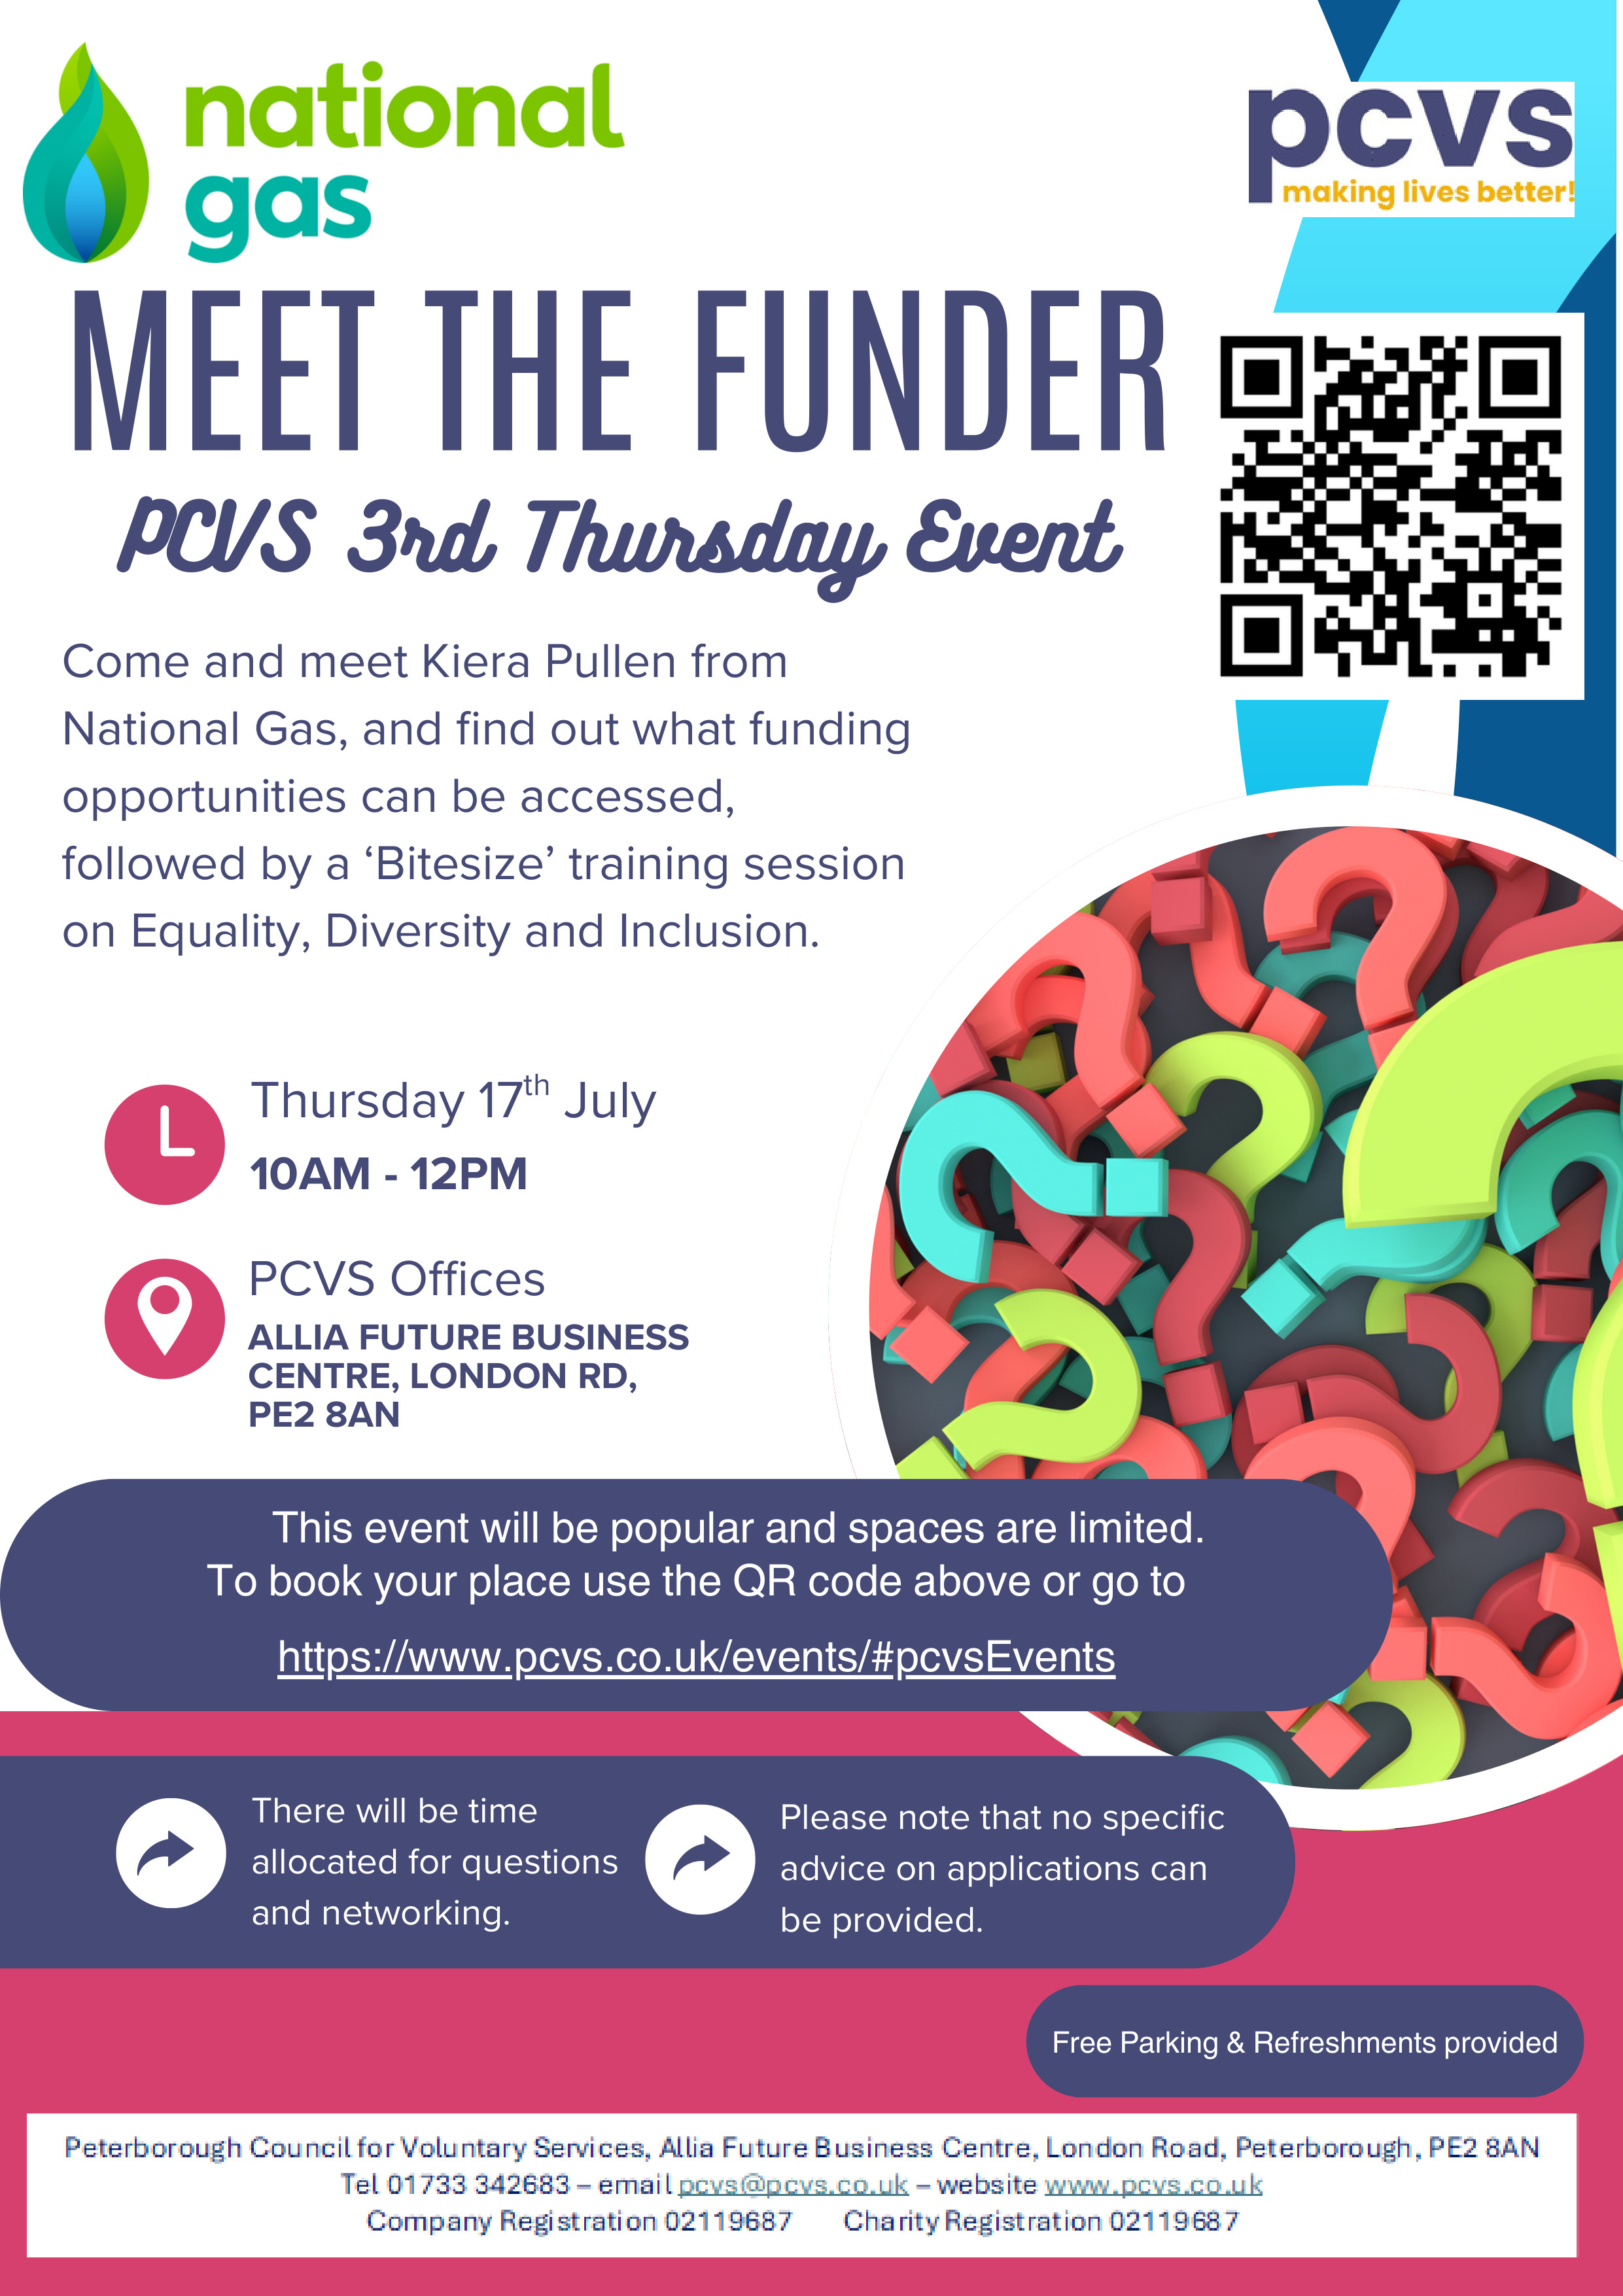 national
gas
pcvs
making lives better!
MEET THE FUNDER
PCVS 3rd Thursday Event
Come and meet Kiera Pullen from
National Gas, and find out what funding
opportunities can be accessed,
followed by a ‘Bitesize’ training session
on Equality, Diversity and Inclusion.
Thursday 17th July
10AM - 12PM
PCVS Offices
ALLIA FUTURE BUSINESS
CENTRE, LONDON RD,
PE2 8AN
This event will be popular and spaces are limited.
To book your place use the QR code above or go to
https://www.pcvs.co.uk/events/#pcvsEvents
There will be time
allocated for questions
and networking.
Please note that no specific
advice on applications can
be provided.
Free Parking & Refreshments provided
Peterborough Council for Voluntary Services, Allia Future Business Centre, London Road, Peterborough, PE2 8AN
Tel 01733 342683 – email pcvs@pcvs.co.uk – website www.pcvs.co.uk
Company Registration 02119687 Charity Registration 02119687